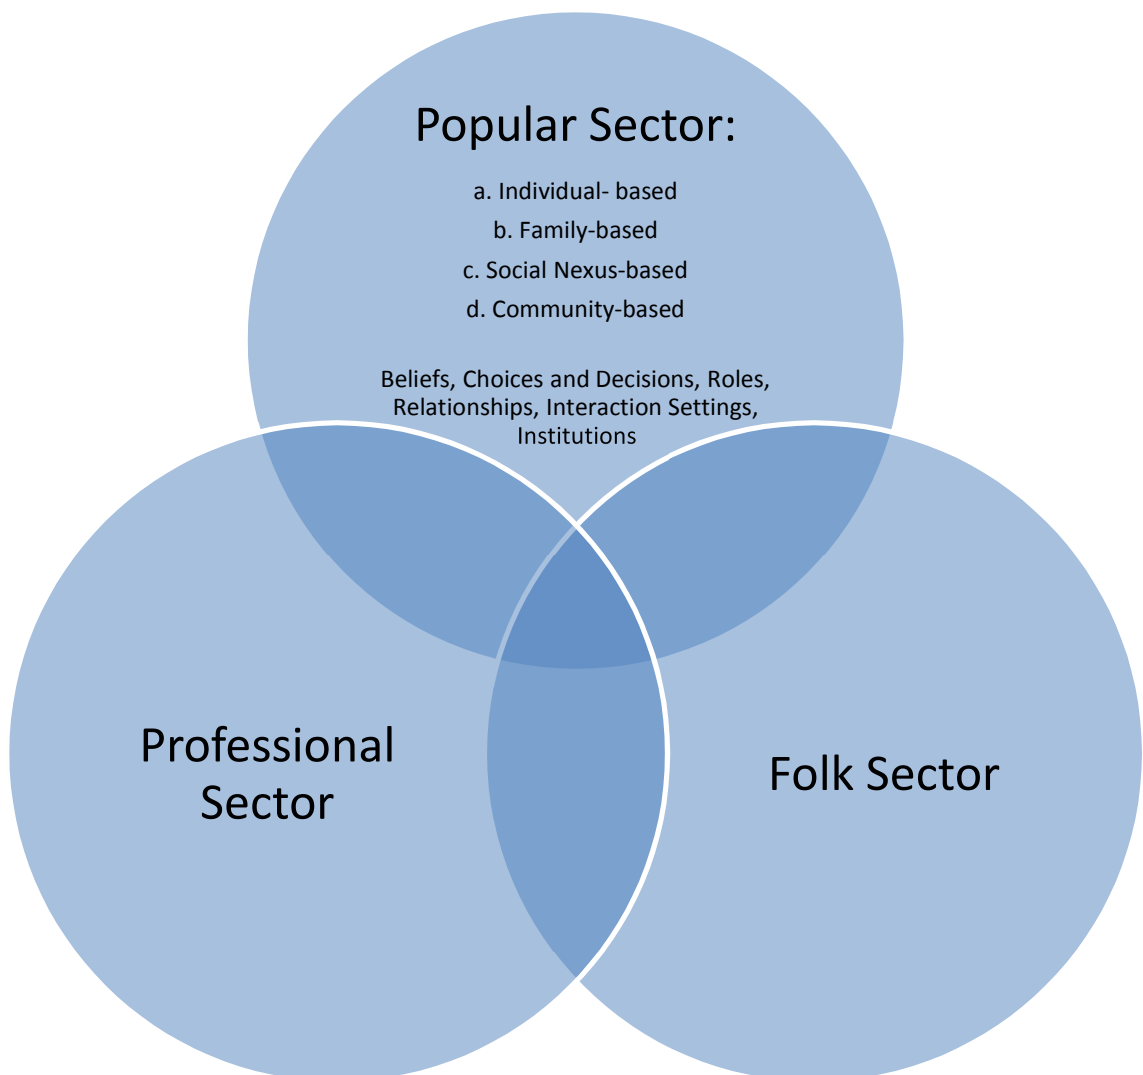 Popular Sector:
a. Individual- based
b. Family-based
c. Social Nexus-based
d. Community-based
Beliefs, Choices and Decisions, Roles,
Relationships, Interaction Settings,
Institutions
Professional
Sector
Folk Sector